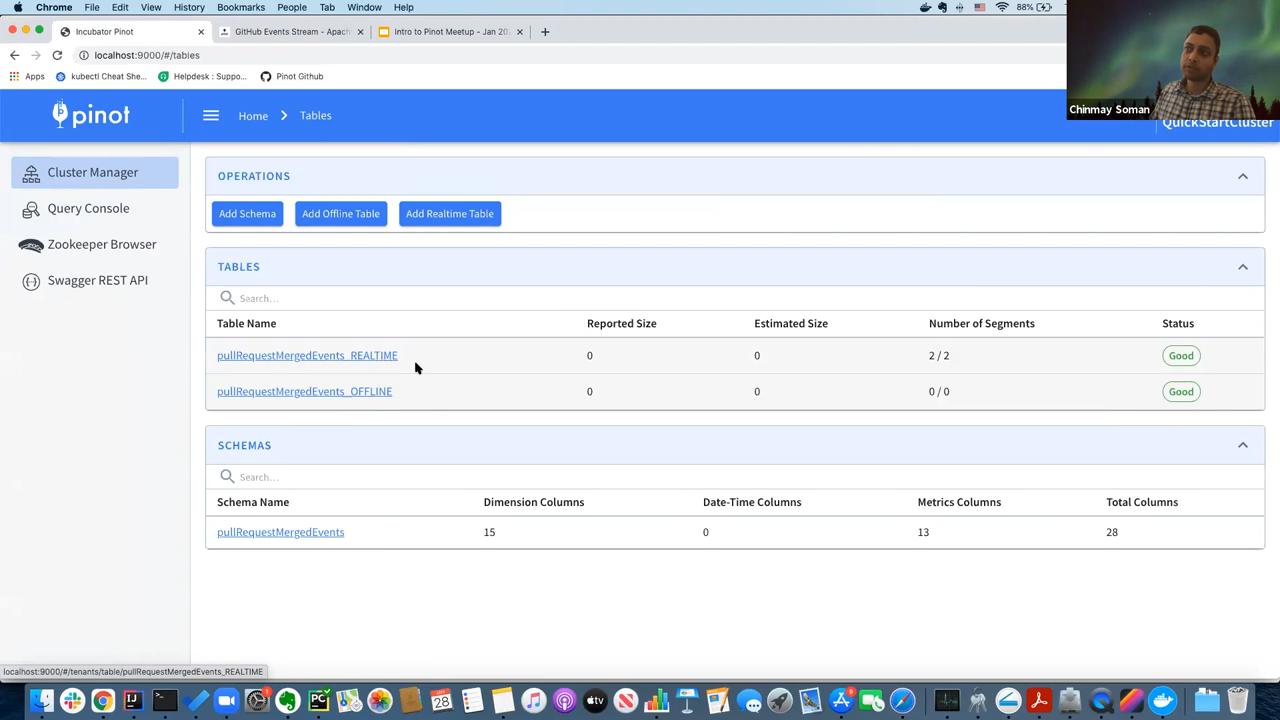 Chrome File Edit View History Bookmarks People Tab Window Help 88%
Incubator Pinot
GitHub Events Stream - Apach
Intro to Pinot Meetup - Jan 20
localhost:9000/#/tables
Apps kubectl Cheat She... Helpdesk : Suppo... Pinot Github
Chinmay Soman
pinot
Home Tables
QuickStartCluster
Cluster Manager
Query Console
Zookeeper Browser
Swagger REST API
OPERATIONS
Add Schema Add Offline Table Add Realtime Table
TABLES
Search...
Table Name Reported Size Estimated Size Number of Segments Status
pullRequestMergedEvents_REALTIME 0 0 2 / 2 Good
pullRequestMergedEvents_OFFLINE 0 0 0 / 0 Good
SCHEMAS
Search...
Schema Name Dimension Columns Date-Time Columns Metrics Columns Total Columns
pullRequestMergedEvents 15 0 13 28
localhost:9000/#/tenants/table/pullRequestMergedEvents_REALTIME